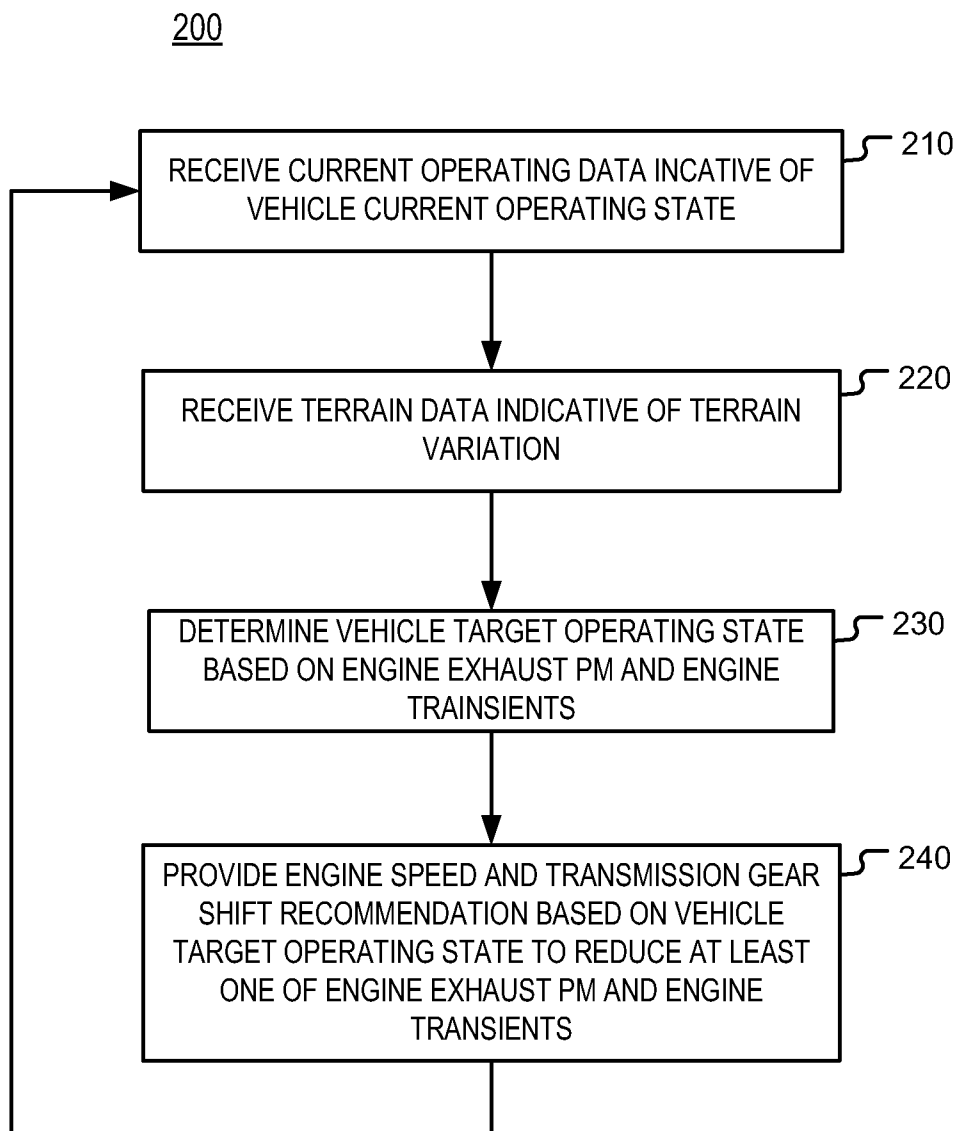 200
RECEIVE CURRENT OPERATING DATA INCATIVE OF
VEHICLE CURRENT OPERATING STATE
210
RECEIVE TERRAIN DATA INDICATIVE OF TERRAIN
VARIATION
220
DETERMINE VEHICLE TARGET OPERATING STATE
BASED ON ENGINE EXHAUST PM AND ENGINE
TRAINSIENTS
230
PROVIDE ENGINE SPEED AND TRANSMISSION GEAR
SHIFT RECOMMENDATION BASED ON VEHICLE
TARGET OPERATING STATE TO REDUCE AT LEAST
ONE OF ENGINE EXHAUST PM AND ENGINE
TRANSIENTS
240